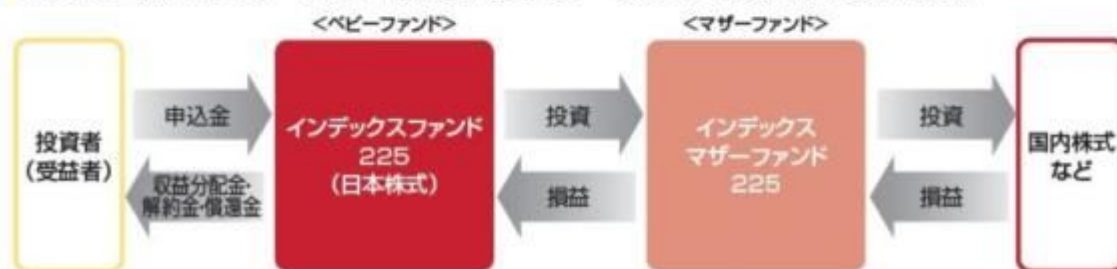 <ベビーファンド>
<マザーファンド>
投資者
(受益者)
申込金
収益分配金・
解約金・償還金
インデックスファンド
225
(日本株式)
投資
損益
インデックス
マザーファンド
225
投資
損益
国内株式
など